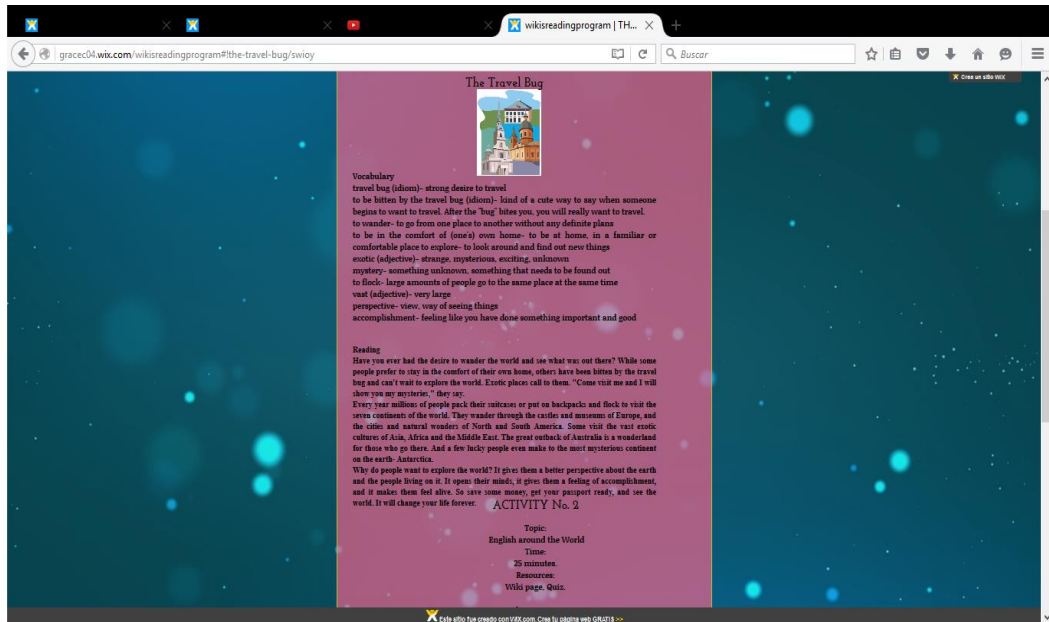 wikisreadingprogram | TH...
gracec04.wix.com/wikisreadingprogram#!the-travel-bug/swioy
Buscar
Crea un sitio WIX
The Travel Bug
Vocabulary
travel bug (idiom)- strong desire to travel
to be bitten by the travel bug (idiom)- kind of a cute way to say when someone
begins to want to travel. After the "bug" bites you, you will really want to travel.
to wander- to go from one place to another without any definite plans
to be in the comfort of (one's) own home- to be at home, in a familiar or
comfortable place to explore- to look around and find out new things
exotic (adjective)- strange, mysterious, exciting, unknown
mystery- something unknown, something that needs to be found out
to flock- large amounts of people go to the same place at the same time
vast (adjective)- very large
perspective- view, way of seeing things
accomplishment- feeling like you have done something important and good
Reading
Have you ever had the desire to wander the world and see what was out there? While some
people prefer to stay in the comfort of their own home, others have been bitten by the travel
bug and can't wait to explore the world. Exotic places call to them. "Come visit me and I will
show you my mysteries," they say.
Every year millions of people pack their suitcases or put on backpacks and flock to visit the
seven continents of the world. They wander through the castles and museums of Europe, and
the cities and natural wonders of North and South America. Some visit the vast exotic
cultures of Asia, Africa and the Middle East. The great outback of Australia is a wonderland
for those who go there. And a few lucky people even make to the most mysterious continent
on the earth- Antarctica.
Why do people want to explore the world? It gives them a better perspective about the earth
and the people living on it. It opens their minds, it gives them a feeling of accomplishment,
and it makes them feel alive. So save some money, get your passport ready, and see the
world. It will change your life forever.
ACTIVITY No. 2
Topic:
English around the World
Time:
25 minutes.
Resources:
Wiki page, Quiz.
Este sitio fue creado con WIX.com. Crea tu página web GRATIS >>